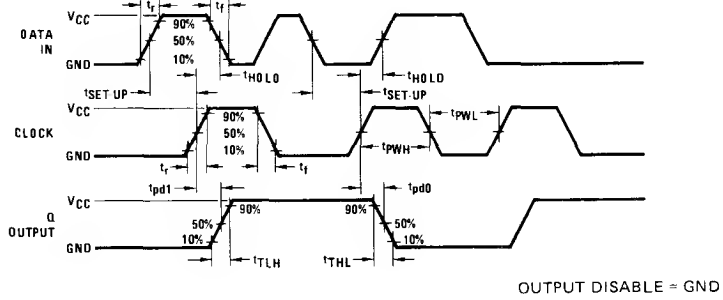 VCC
DATA
IN
GND
tr
tf
90%
50%
10%
tHOLD
tHOLD
tSET-UP
tSET-UP
VCC
CLOCK
GND
90%
50%
10%
tr
tf
tPWH
tPWL
tpd1
tpd0
VCC
Q
OUTPUT
GND
50%
10%
90%
90%
50%
10%
tTLH
tTHL
OUTPUT DISABLE = GND